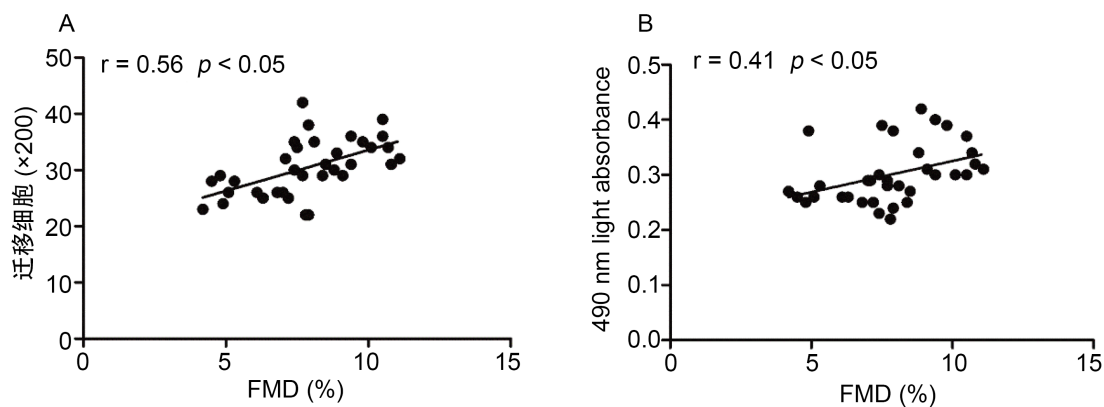 A
r = 0.56 p < 0.05
迁移细胞 (×200)
50
40
30
20
10
0
0 5 10 15
FMD (%)
B
r = 0.41 p < 0.05
490 nm light absorbance
0.5
0.4
0.3
0.2
0.1
0.0
0 5 10 15
FMD (%)